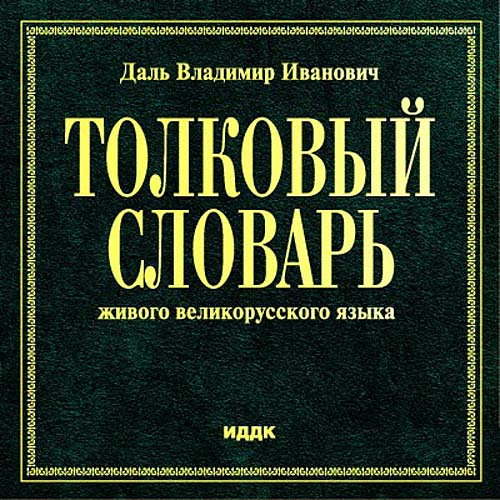 Даль Владимир Иванович
ТОЛКОВЫЙ
СЛОВАРЬ
живого великорусского языка
ИДДК